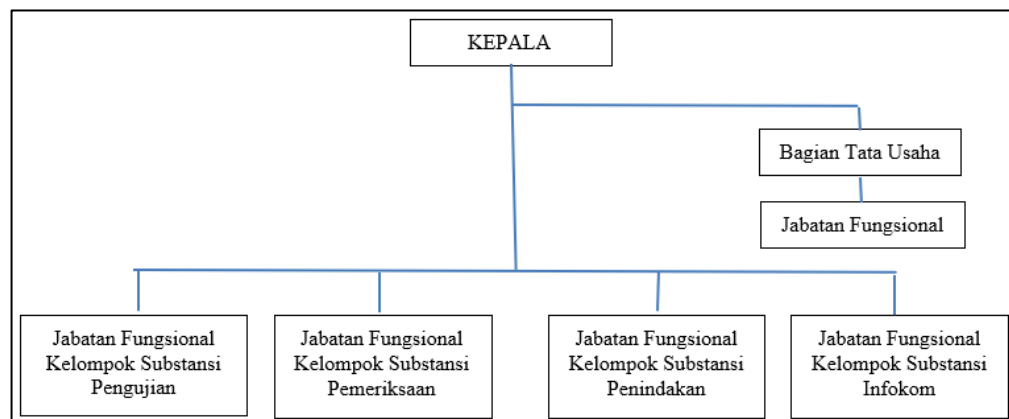 KEPALA
Bagian Tata Usaha
Jabatan Fungsional
Jabatan Fungsional
Kelompok Substansi
Pengujian
Jabatan Fungsional
Kelompok Substansi
Pemeriksaan
Jabatan Fungsional
Kelompok Substansi
Penindakan
Jabatan Fungsional
Kelompok Substansi
Infokom